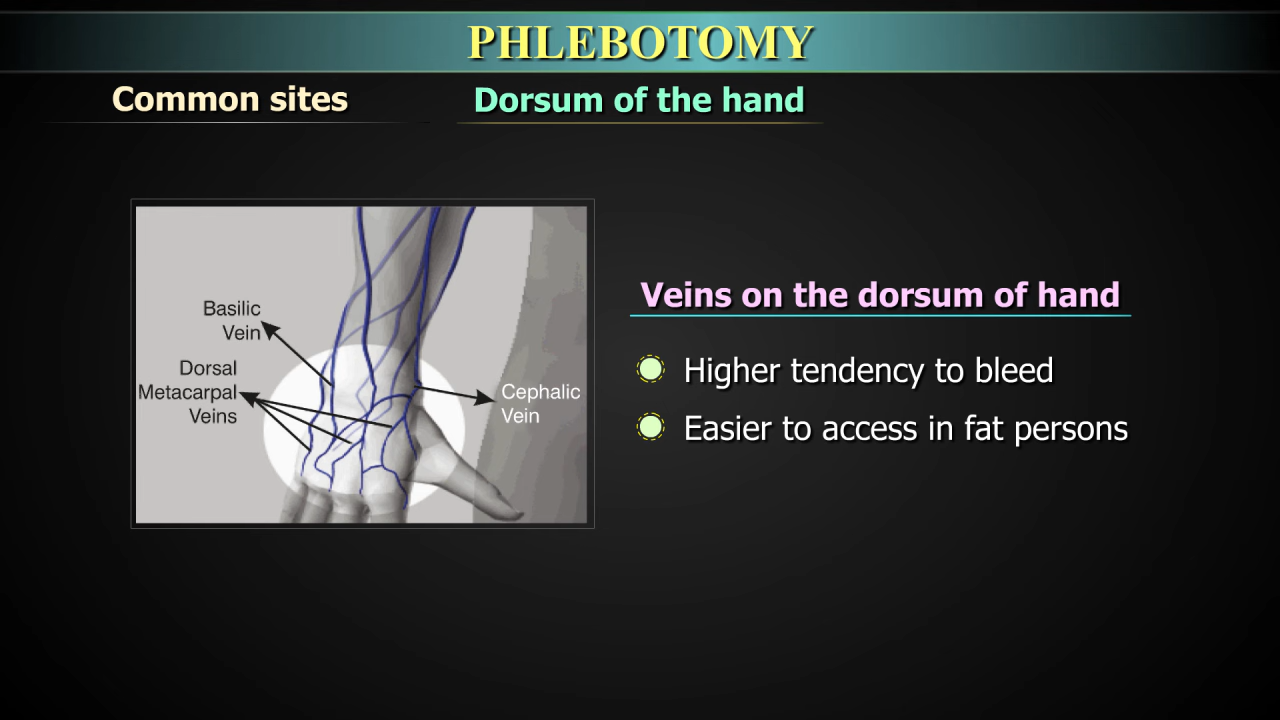 PHLEBOTOMY
Common sites
Dorsum of the hand
Basilic
Vein
Dorsal
Metacarpal
Veins
Cephalic
Vein
Veins on the dorsum of hand
Higher tendency to bleed
Easier to access in fat persons